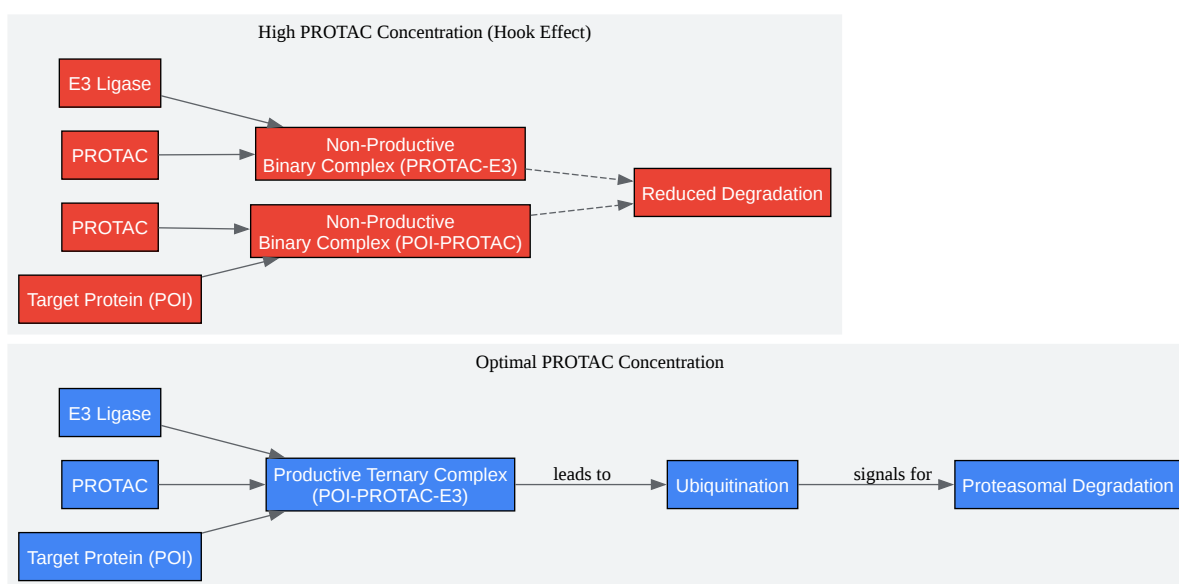 High PROTAC Concentration (Hook Effect)
E3 Ligase
PROTAC
Non-Productive
Binary Complex (PROTAC-E3)
PROTAC
Non-Productive
Binary Complex (POI-PROTAC)
Reduced Degradation
Target Protein (POI)
Optimal PROTAC Concentration
E3 Ligase
PROTAC
Productive Ternary Complex
(POI-PROTAC-E3)
leads to
Ubiquitination
signals for
Proteasomal Degradation
Target Protein (POI)